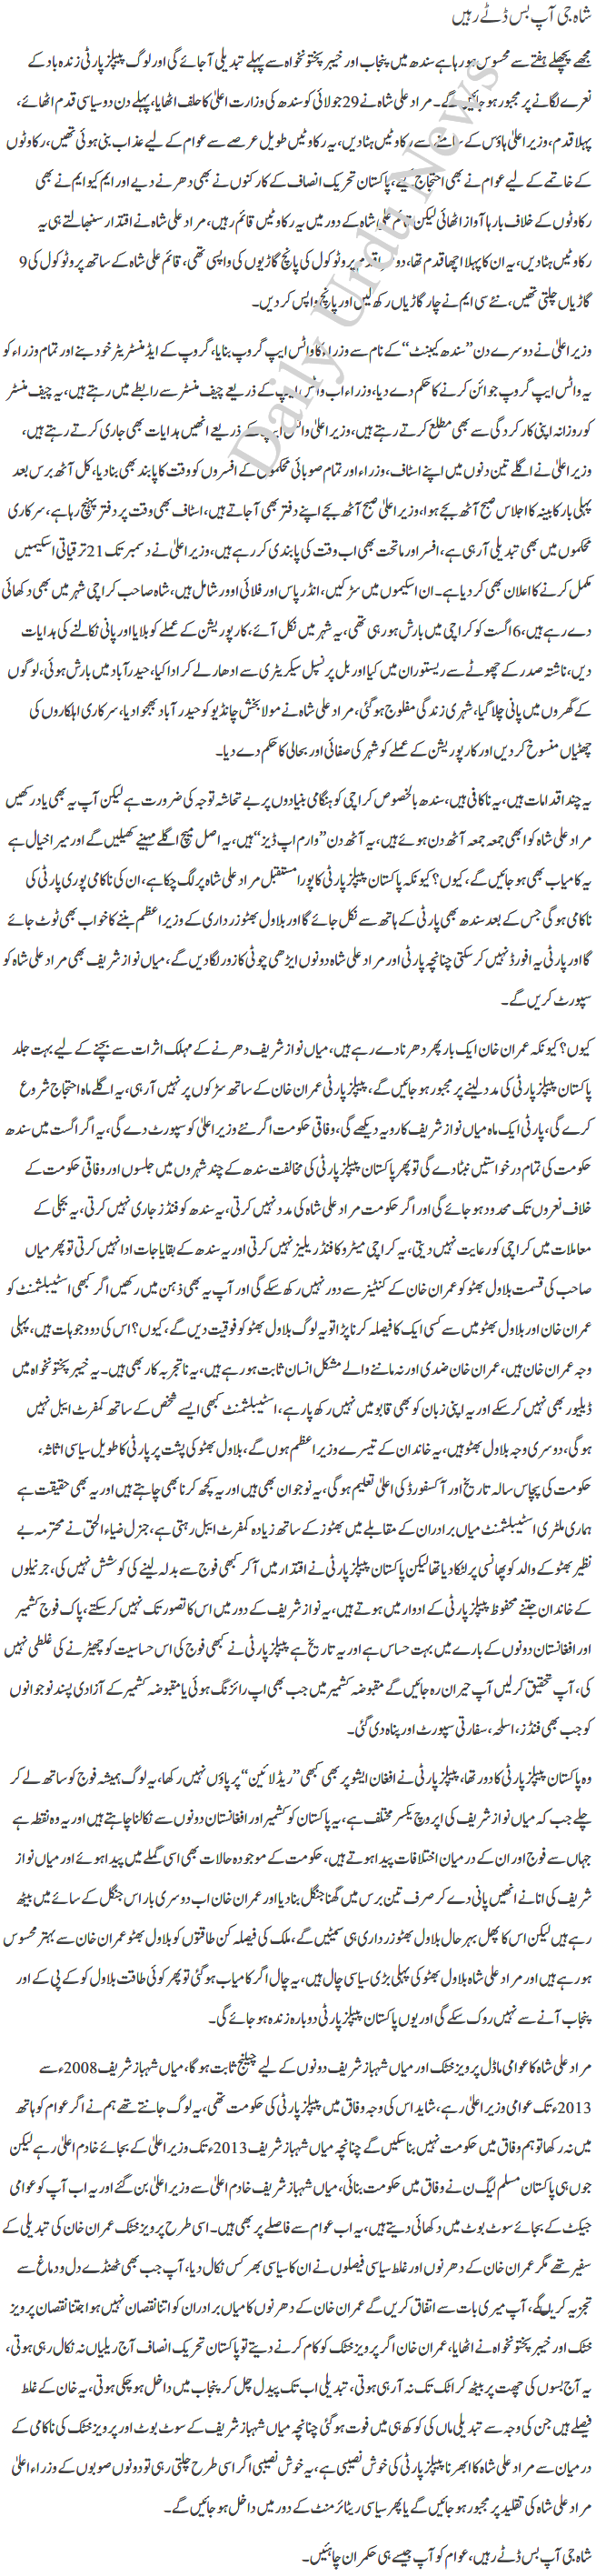 شاہ جی آپ بس ڈٹے رہیں
مجھے پچھلے ہفتے سے محسوس ہو رہا ہے سندھ میں پنجاب اور خیبر پختونخواہ سے پہلے تبدیلی آ جائے گی اور لوگ پیپلز پارٹی زندہ باد کے
نعرے لگانے پر مجبور ہو جائیں گے۔ مراد علی شاہ نے 29 جولائی کو سندھ کی وزارت اعلیٰ کا حلف اٹھایا، پہلے دن دو سیاسی قدم اٹھائے،
پہلا قدم، وزیراعلیٰ ہاؤس کے سامنے سے رکاوٹیں ہٹا دیں، یہ رکاوٹیں طویل عرصے سے عوام کے لیے عذاب بنی ہوئی تھیں، رکاوٹوں
کے خاتمے کے لیے عوام نے بھی احتجاج کیے، پاکستان تحریک انصاف کے کارکنوں نے بھی دھرنے دیے اور ایم کیو ایم نے بھی
رکاوٹوں کے خلاف بارہا آواز اٹھائی لیکن قائم علی شاہ کے دور میں یہ رکاوٹیں قائم رہیں، مراد علی شاہ نے اقتدار سنبھالتے ہی یہ
رکاوٹیں ہٹا دیں، یہ ان کا پہلا اچھا قدم تھا، دوسرا قدم پروٹوکول کی پانچ گاڑیوں کی واپسی تھی، قائم علی شاہ کے ساتھ پروٹوکول کی 9
گاڑیاں چلتی تھیں، نئے سی ایم نے چار گاڑیاں رکھ لیں اور پانچ واپس کر دیں۔
وزیراعلیٰ نے دوسرے دن ”سندھ کیبنٹ“ کے نام سے وزراء کا واٹس ایپ گروپ بنایا، گروپ کے ایڈمنسٹریٹر خود بنے اور تمام وزراء کو
یہ واٹس ایپ گروپ جوائن کرنے کا حکم دے دیا، وزراء اب واٹس ایپ کے ذریعے چیف منسٹر سے رابطے میں رہتے ہیں، یہ چیف منسٹر
کو روزانہ اپنی کارکردگی سے بھی مطلع کرتے رہتے ہیں، وزیراعلیٰ واٹس ایپ کے ذریعے انھیں ہدایات بھی جاری کرتے رہتے ہیں،
وزیراعلیٰ نے اگلے تین دنوں میں اپنے اسٹاف، وزراء اور تمام صوبائی محکموں کے افسروں کو وقت کا پابند بھی بنا دیا، کل آٹھ برس بعد
پہلی بار کابینہ کا اجلاس صبح آٹھ بجے ہوا، وزیراعلیٰ صبح آٹھ بجے اپنے دفتر بھی آ جاتے ہیں، اسٹاف بھی وقت پر دفتر پہنچ رہا ہے، سرکاری
محکموں میں بھی تبدیلی آ رہی ہے، افسر اور ماتحت بھی اب وقت کی پابندی کر رہے ہیں، وزیراعلیٰ نے دسمبر تک 21 ترقیاتی اسکیمیں
مکمل کرنے کا اعلان بھی کر دیا ہے۔ ان اسکیموں میں سڑکیں، انڈر پاس اور فلائی اوور شامل ہیں، شاہ صاحب کراچی شہر میں بھی دکھائی
دے رہے ہیں، 6 اگست کو کراچی میں بارش ہو رہی تھی، یہ شہر میں نکل آئے، کارپوریشن کے عملے کو بلایا اور پانی نکالنے کی ہدایات
دیں، ناشتہ صدر کے چھوٹے سے ریستوران میں کیا اور بل پرنسپل سیکریٹری سے ادھار لے کر ادا کیا، حیدر آباد میں بارش ہوئی، لوگوں
کے گھروں میں پانی چلا گیا، شہری زندگی مفلوج ہو گئی، مراد علی شاہ نے مولا بخش چانڈیو کو حیدر آباد بھجوا دیا، سرکاری اہلکاروں کی
چھٹیاں منسوخ کر دیں اور کارپوریشن کے عملے کو شہر کی صفائی اور بحالی کا حکم دے دیا۔
یہ چند اقدامات ہیں، یہ ناکافی ہیں، سندھ بالخصوص کراچی کو ہنگامی بنیادوں پر بے تحاشہ توجہ کی ضرورت ہے لیکن آپ یہ بھی یاد رکھیں
مراد علی شاہ کو ابھی جمعہ جمعہ آٹھ دن ہوئے ہیں، یہ آٹھ دن ”وارم اپ ڈیز“ ہیں، یہ اصل میچ اگلے مہینے کھیلیں گے اور میرا خیال ہے
یہ کامیاب بھی ہو جائیں گے، کیوں؟ کیونکہ پاکستان پیپلز پارٹی کا پورا مستقبل مراد علی شاہ پر لگ چکا ہے، ان کی ناکامی پوری پارٹی کی
ناکامی ہو گی جس کے بعد سندھ بھی پارٹی کے ہاتھ سے نکل جائے گا اور بلاول بھٹو زرداری کے وزیراعظم بننے کا خواب بھی ٹوٹ جائے
گا اور پارٹی یہ افورڈ نہیں کر سکتی چنانچہ پارٹی اور مراد علی شاہ دونوں ایڑھی چوٹی کا زور لگا دیں گے، میاں نواز شریف بھی مراد علی شاہ کو
سپورٹ کریں گے۔
کیوں؟ کیونکہ عمران خان ایک بار پھر دھرنا دے رہے ہیں، میاں نواز شریف دھرنے کے مہلک اثرات سے بچنے کے لیے بہت جلد
پاکستان پیپلز پارٹی کی مدد لینے پر مجبور ہو جائیں گے، پیپلز پارٹی عمران خان کے ساتھ سڑکوں پر نہیں آ رہی، یہ اگلے ماہ احتجاج شروع
کرے گی، پارٹی ایک ماہ میاں نواز شریف کا رویہ دیکھے گی، وفاقی حکومت اگر نئے وزیراعلیٰ کو سپورٹ دے گی، یہ اگر اگست میں سندھ
حکومت کی تمام درخواستیں نبٹا دے گی تو پھر پاکستان پیپلز پارٹی کی مخالفت سندھ کے چند شہروں میں جلسوں اور وفاقی حکومت کے
خلاف نعروں تک محدود ہو جائے گی اور اگر حکومت مراد علی شاہ کی مدد نہیں کرتی، یہ سندھ کو فنڈز جاری نہیں کرتی، یہ بجلی کے
معاملات میں کراچی کو رعایت نہیں دیتی، یہ کراچی میٹرو کا فنڈ ریلیز نہیں کرتی اور یہ سندھ کے بقایا جات ادا نہیں کرتی تو پھر میاں
صاحب کی قسمت بلاول بھٹو کو عمران خان کے کنٹینر سے دور نہیں رکھ سکے گی اور آپ یہ بھی ذہن میں رکھیں اگر کبھی اسٹیبلشمنٹ کو
عمران خان اور بلاول بھٹو میں سے کسی ایک کا فیصلہ کرنا پڑا تو یہ لوگ بلاول بھٹو کو فوقیت دیں گے، کیوں؟ اس کی دو وجوہات ہیں، پہلی
وجہ عمران خان ہیں، عمران خان ضدی اور نہ ماننے والے مشکل انسان ثابت ہو رہے ہیں، یہ ناتجربہ کار بھی ہیں۔ یہ خیبر پختونخواہ میں
ڈیلیور بھی نہیں کر سکے اور یہ اپنی زبان کو بھی قابو میں نہیں رکھ پا رہے، اسٹیبلشمنٹ کبھی ایسے شخص کے ساتھ کمفرٹ ایبل نہیں
ہو گی، دوسری وجہ بلاول بھٹو ہیں، یہ خاندان کے تیسرے وزیراعظم ہوں گے، بلاول بھٹو کی پشت پر پارٹی کا طویل سیاسی اثاثہ،
حکومت کی پچاس سالہ تاریخ اور آکسفورڈ کی اعلیٰ تعلیم ہو گی، یہ نوجوان بھی ہیں اور یہ کچھ کرنا بھی چاہتے ہیں اور یہ بھی حقیقت ہے
ہماری ملٹری اسٹیبلشمنٹ میاں برادران کے مقابلے میں بھٹوز کے ساتھ زیادہ کمفرٹ ایبل رہتی ہے، جنرل ضیاء الحق نے محترمہ بے
نظیر بھٹو کے والد کو پھانسی پر لٹکا دیا تھا لیکن پاکستان پیپلز پارٹی نے اقتدار میں آ کر کبھی فوج سے بدلہ لینے کی کوشش نہیں کی، جرنیلوں
کے خاندان جتنے محفوظ پیپلز پارٹی کے ادوار میں ہوتے ہیں، یہ نواز شریف کے دور میں اس کا تصور تک نہیں کر سکتے، پاک فوج کشمیر
اور افغانستان دونوں کے بارے میں بہت حساس ہے اور یہ تاریخ ہے پیپلز پارٹی نے کبھی فوج کی اس حساسیت کو چھیڑنے کی غلطی نہیں
کی، آپ تحقیق کر لیں آپ حیران رہ جائیں گے مقبوضہ کشمیر میں جب بھی اپ رائزنگ ہوئی یا مقبوضہ کشمیر کے آزادی پسند نوجوانوں
کو جب بھی فنڈز، اسلحہ، سفارتی سپورٹ اور پناہ دی گئی۔
وہ پاکستان پیپلز پارٹی کا دور تھا، پیپلز پارٹی نے افغان ایشو پر بھی کبھی ”ریڈ لائین“ پر پاؤں نہیں رکھا، یہ لوگ ہمیشہ فوج کو ساتھ لے کر
چلے جب کہ میاں نواز شریف کی اپروچ یکسر مختلف ہے، یہ پاکستان کو کشمیر اور افغانستان دونوں سے نکالنا چاہتے ہیں اور یہ وہ نقطہ ہے
جہاں سے فوج اور ان کے درمیان اختلافات پیدا ہوتے ہیں، حکومت کے موجودہ حالات بھی اسی گملے میں پیدا ہوئے اور میاں نواز
شریف کی انا نے انھیں پانی دے کر صرف تین برس میں گھنا جنگل بنا دیا اور عمران خان اب دوسری بار اس جنگل کے سائے میں بیٹھ
رہے ہیں لیکن اس کا پھل بہرحال بلاول بھٹو زرداری ہی سمیٹیں گے، ملک کی فیصلہ کن طاقتوں کو بلاول بھٹو عمران خان سے بہتر محسوس
ہو رہے ہیں اور مراد علی شاہ بلاول بھٹو کی پہلی بڑی سیاسی چال ہیں، یہ چال اگر کامیاب ہو گئی تو پھر کوئی طاقت بلاول کو کے پی کے اور
پنجاب آنے سے نہیں روک سکے گی اور یوں پاکستان پیپلز پارٹی دوبارہ زندہ ہو جائے گی۔
مراد علی شاہ کا عوامی ماڈل پرویز خٹک اور میاں شہباز شریف دونوں کے لیے چیلنج ثابت ہو گا، میاں شہباز شریف 2008ء سے
2013ء تک عوامی وزیراعلیٰ رہے، شاید اس کی وجہ وفاق میں پیپلز پارٹی کی حکومت تھی، یہ لوگ جانتے تھے ہم نے اگر عوام کو ہاتھ
میں نہ رکھا تو ہم وفاق میں حکومت نہیں بنا سکیں گے چنانچہ میاں شہباز شریف 2013ء تک وزیراعلیٰ کے بجائے خادم اعلیٰ رہے لیکن
جوں ہی پاکستان مسلم لیگ ن نے وفاق میں حکومت بنائی، میاں شہباز شریف خادم اعلیٰ سے وزیراعلیٰ بن گئے اور یہ اب آپ کو عوامی
جیکٹ کے بجائے سوٹ بوٹ میں دکھائی دیتے ہیں، یہ اب عوام سے فاصلے پر بھی ہیں۔ اسی طرح پرویز خٹک عمران خان کی تبدیلی کے
سفیر تھے مگر عمران خان کے دھرنوں اور غلط سیاسی فیصلوں نے ان کا سیاسی بھرکس نکال دیا، آپ جب بھی ٹھنڈے دل و دماغ سے
تجزیہ کریں گے، آپ میری بات سے اتفاق کریں گے عمران خان کے دھرنوں کا میاں برادران کو اتنا نقصان نہیں ہوا جتنا نقصان پرویز
خٹک اور خیبر پختونخواہ نے اٹھایا، عمران خان اگر پرویز خٹک کو کام کرنے دیتے تو پاکستان تحریک انصاف آج ریلیاں نہ نکال رہی ہوتی،
یہ آج بسوں کی چھت پر بیٹھ کر اٹک تک نہ آ رہی ہوتی، تبدیلی اب تک پیدل چل کر پنجاب میں داخل ہو چکی ہوتی، یہ خان کے غلط
فیصلے ہیں جن کی وجہ سے تبدیلی ماں کی کوکھ ہی میں فوت ہو گئی چنانچہ میاں شہباز شریف کے سوٹ بوٹ اور پرویز خٹک کی ناکامی کے
درمیان سے مراد علی شاہ کا ابھرنا پیپلز پارٹی کی خوش نصیبی ہے، یہ خوش نصیبی اگر اسی طرح چلتی رہی تو دونوں صوبوں کے وزراء اعلیٰ
مراد علی شاہ کی تقلید پر مجبور ہو جائیں گے یا پھر سیاسی ریٹائرمنٹ کے دور میں داخل ہو جائیں گے۔
شاہ جی آپ بس ڈٹے رہیں، عوام کو آپ جیسے ہی حکمران چاہئیں۔
Daily Urdu News